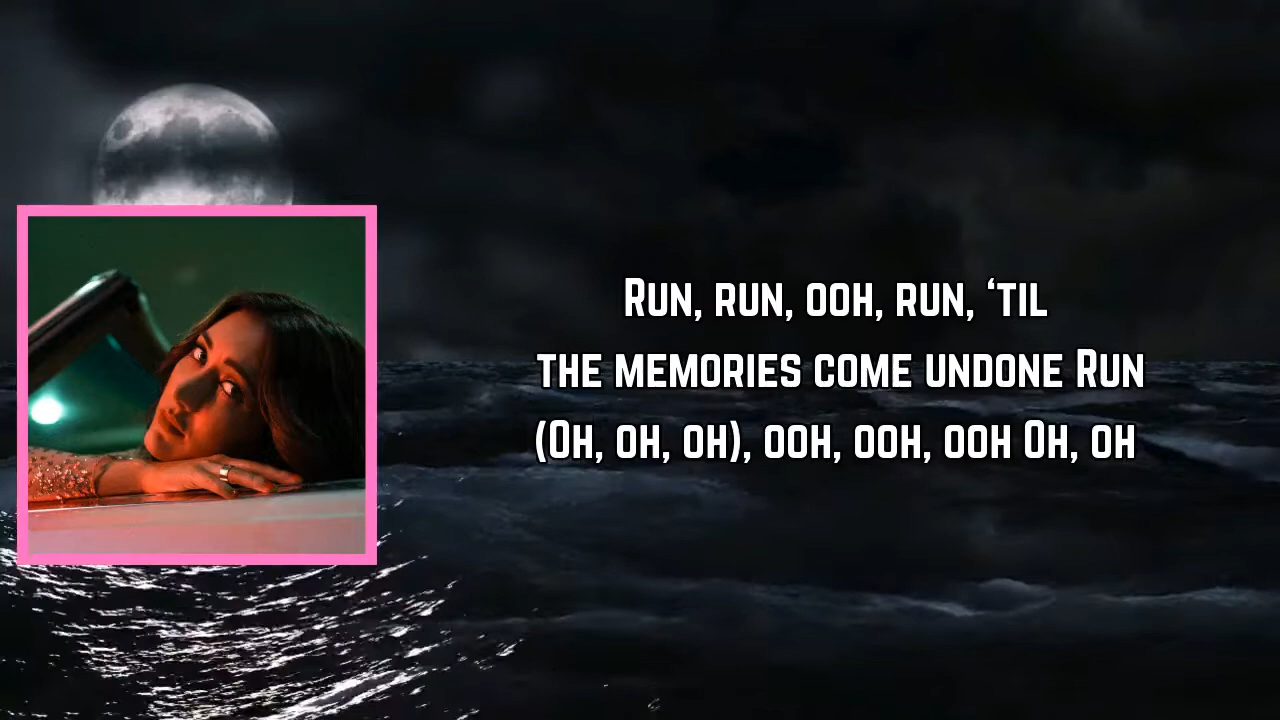 Run, run, ooh, run, ‘til
the memories come undone Run
(Oh, oh, oh), ooh, ooh, ooh Oh, oh